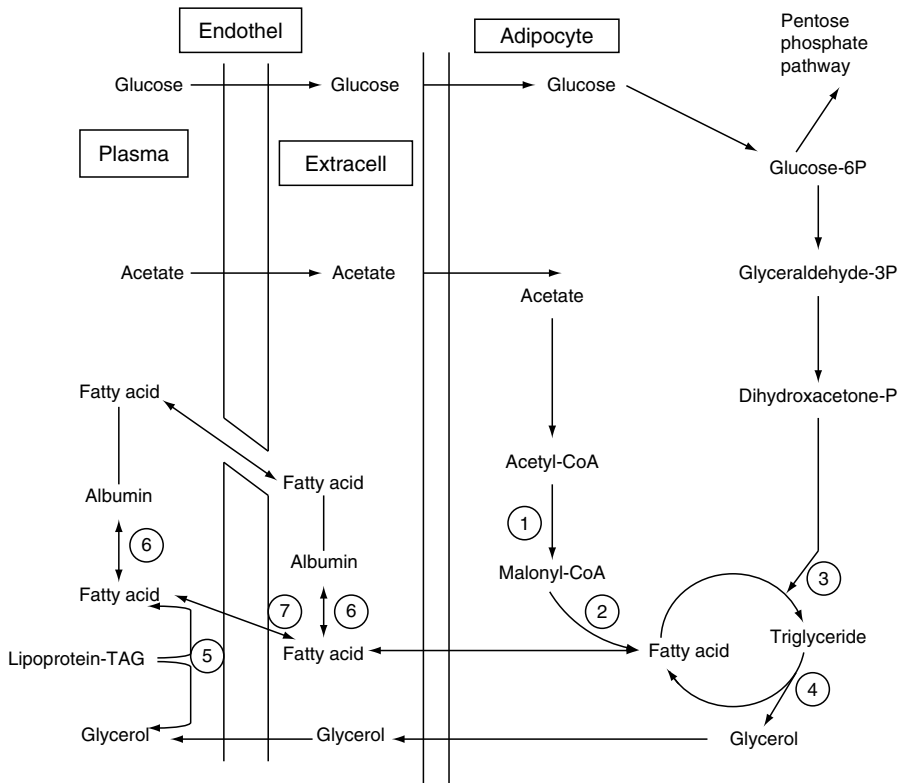 Pentose
phosphate
pathway
Endothel
Adipocyte
Glucose
Glucose
Glucose
Plasma
Extracell
Glucose-6P
Acetate
Acetate
Acetate
Glyceraldehyde-3P
Fatty acid
Dihydroxacetone-P
Acetyl-CoA
Fatty acid
Albumin
1
6
Albumin
Malonyl-CoA
3
Fatty acid
7
6
2
Triglyceride
Lipoprotein-TAG
5
Fatty acid
Fatty acid
4
Glycerol
Glycerol
Glycerol